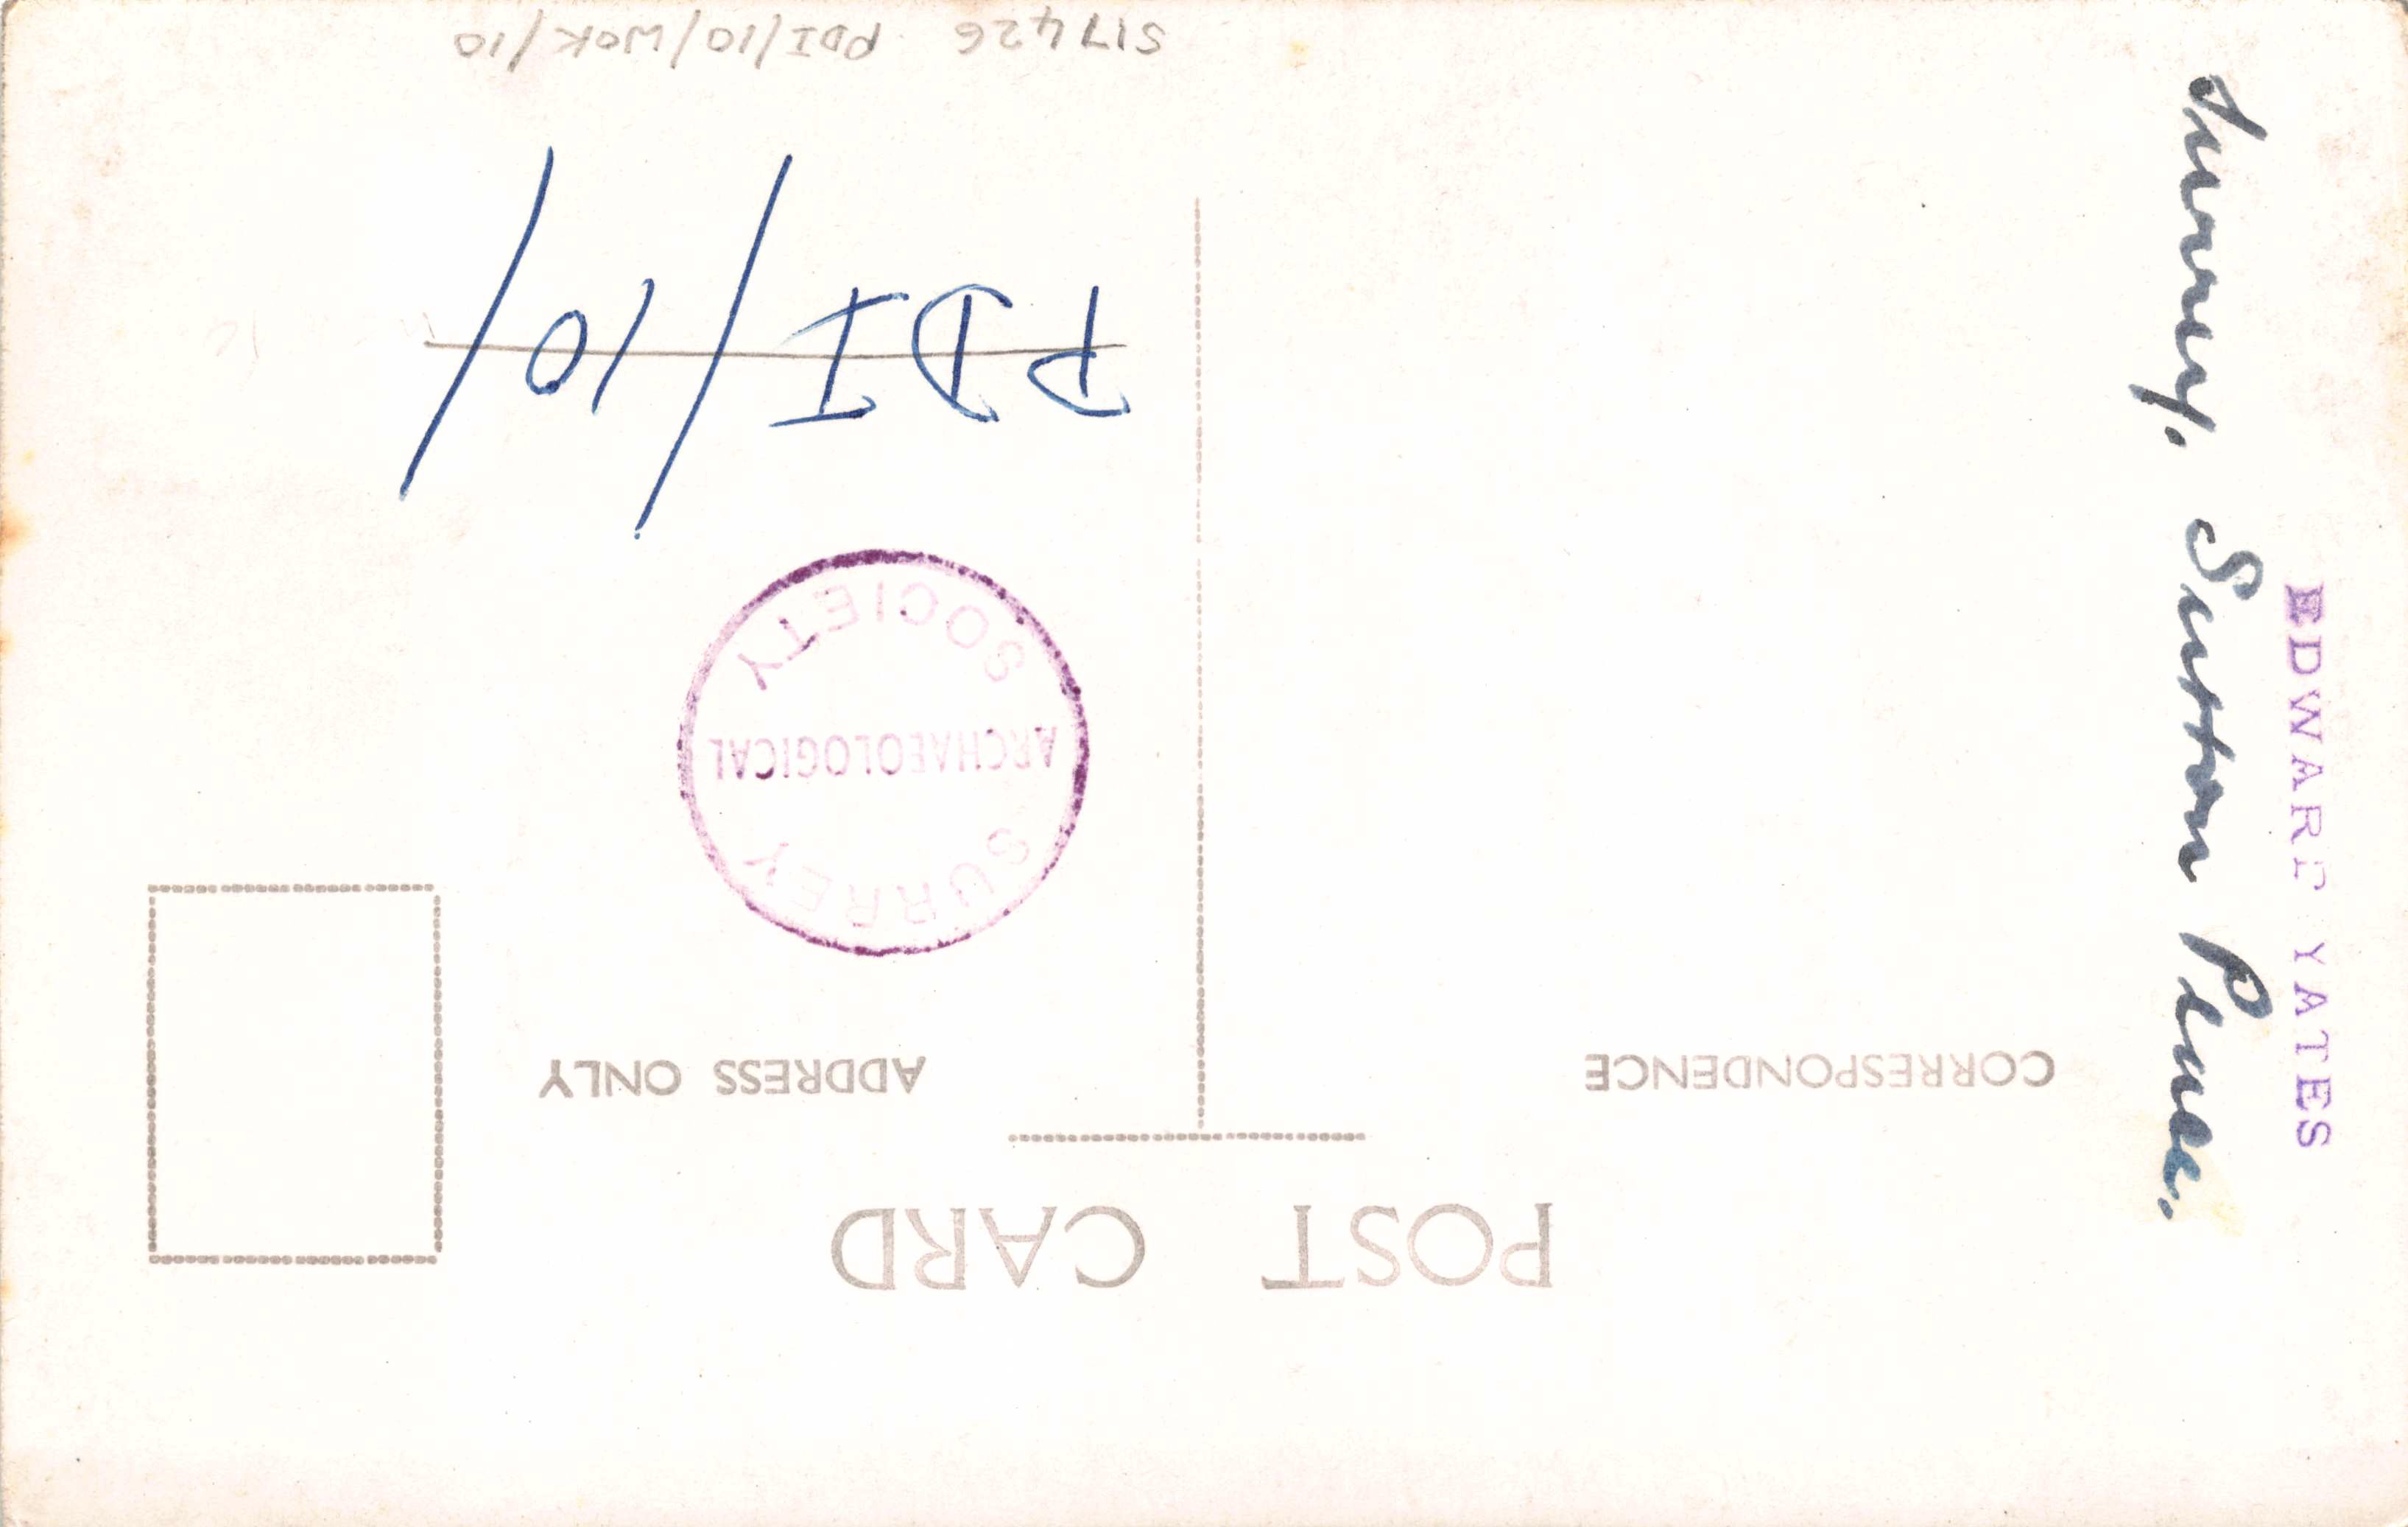 POST CARD
CORRESPONDENCE
ADDRESS ONLY
SURREY
ARCHAEOLOGICAL
SOCIETY
PDI/10/
517426 PDI/10/WOK/10
EDWARD YATES
Surrey, Sutton Place.